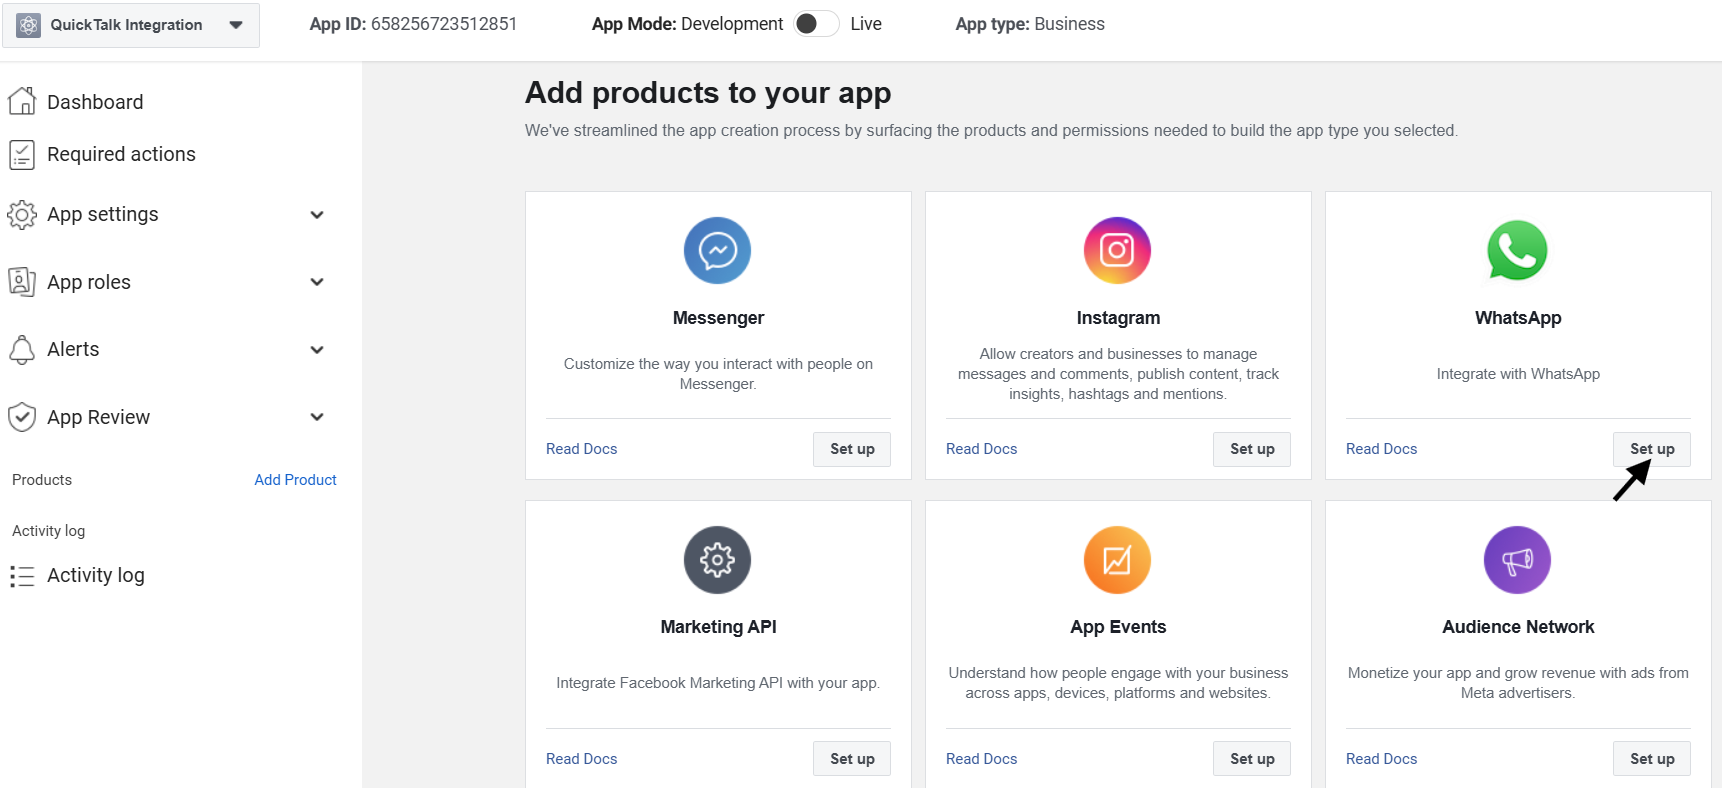 QuickTalk Integration
App ID: 658256723512851
App Mode: Development
Live
App type: Business
Dashboard
Required actions
App settings
App roles
Alerts
App Review
Products
Add Product
Activity log
Activity log
Add products to your app
We've streamlined the app creation process by surfacing the products and permissions needed to build the app type you selected.
Messenger
Customize the way you interact with people on
Messenger.
Read Docs
Set up
Instagram
Allow creators and businesses to manage
messages and comments, publish content, track
insights, hashtags and mentions.
Read Docs
Set up
WhatsApp
Integrate with WhatsApp
Read Docs
Set up
Marketing API
Integrate Facebook Marketing API with your app.
Read Docs
Set up
App Events
Understand how people engage with your business
across apps, devices, platforms and websites.
Read Docs
Set up
Audience Network
Monetize your app and grow revenue with ads from
Meta advertisers.
Read Docs
Set up